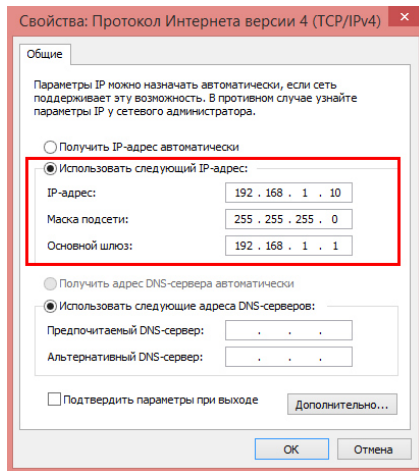 Свойства: Протокол Интернета версии 4 (TCP/IPv4)
Общие
Параметры IP можно назначать автоматически, если сеть
поддерживает эту возможность. В противном случае узнайте
параметры IP у сетевого администратора.
Получить IP-адрес автоматически
Использовать следующий IP-адрес:
IP-адрес: 192 . 168 . 1 . 10
Маска подсети: 255 . 255 . 255 . 0
Основной шлюз: 192 . 168 . 1 . 1
Получить адрес DNS-сервера автоматически
Использовать следующие адреса DNS-серверов:
Предпочитаемый DNS-сервер: . . .
Альтернативный DNS-сервер: . . .
Подтвердить параметры при выходе
Дополнительно...
OK Отмена